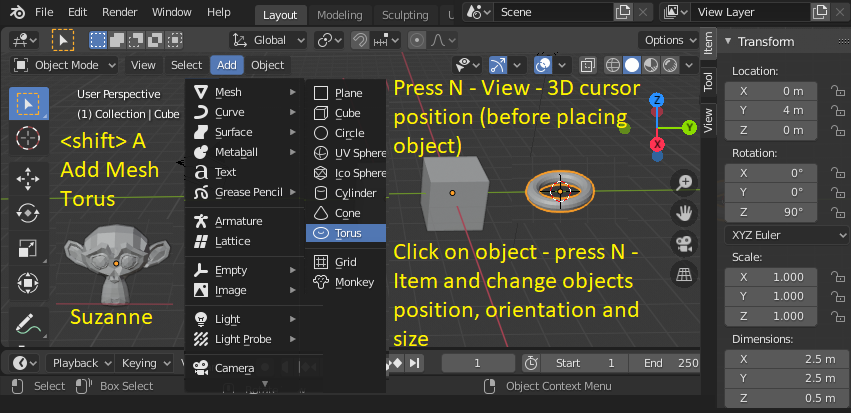 File Edit Render Window Help Layout Modeling Sculpting U Scene View Layer
Global Options
Object Mode View Select Add Object
User Perspective
(1) Collection | Cube
<shift> A
Add Mesh
Torus
Suzanne
Mesh
Curve
Surface
Metaball
Text
Grease Pencil
Armature
Lattice
Empty
Image
Light
Light Probe
Camera
Plane
Cube
Circle
UV Sphere
Ico Sphere
Cylinder
Cone
Torus
Grid
Monkey
Press N - View - 3D cursor
position (before placing
object)
Click on object - press N -
Item and change objects
position, orientation and
size
Z
Y
X
Item
Tool
View
Transform
Location:
X 0 m
Y 4 m
Z 0 m
Rotation:
X 0°
Y 0°
Z 90°
XYZ Euler
Scale:
X 1.000
Y 1.000
Z 1.000
Dimensions:
X 2.5 m
Y 2.5 m
Z 0.5 m
Playback Keying 1 Start 1 End 250
Select Box Select Object Context Menu